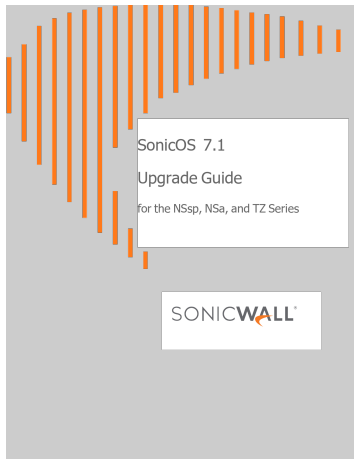 SonicOS 7.1
Upgrade Guide
for the NSsp, NSa, and TZ Series
SONICWALL®